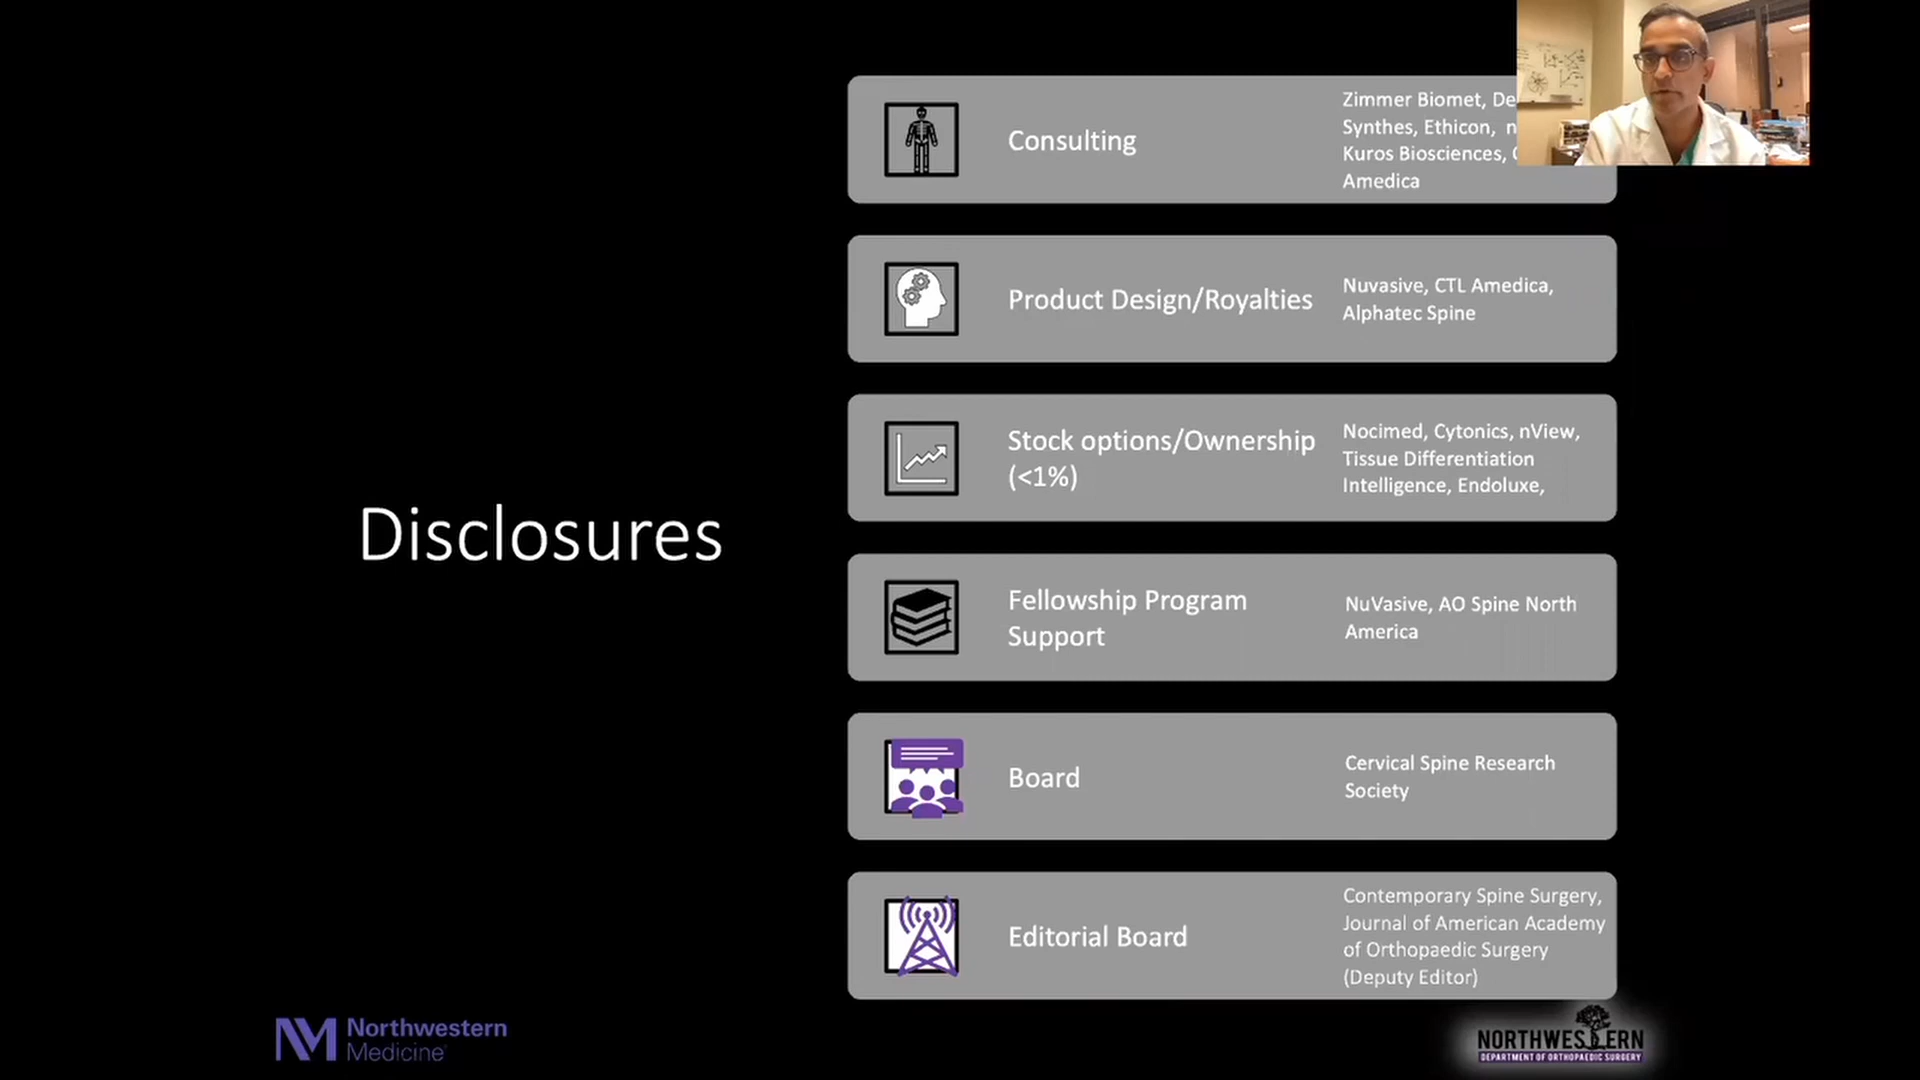 Disclosures
Consulting
Zimmer Biomet,
Synthes, Ethicon,
Kuros Biosciences,
Amedica
Product Design/Royalties
Nuvasive, CTL Amedica,
Alphatec Spine
Stock options/Ownership
(<1%)
Nocimed, Cytonics, nView,
Tissue Differentiation
Intelligence, Endoluxe,
Fellowship Program
Support
NuVasive, AO Spine North
America
Board
Cervical Spine Research
Society
Editorial Board
Contemporary Spine Surgery,
Journal of American Academy
of Orthopaedic Surgery
(Deputy Editor)
NM Northwestern
Medicine
NORTHWESTERN
DEPARTMENT OF ORTHOPAEDIC SURGERY